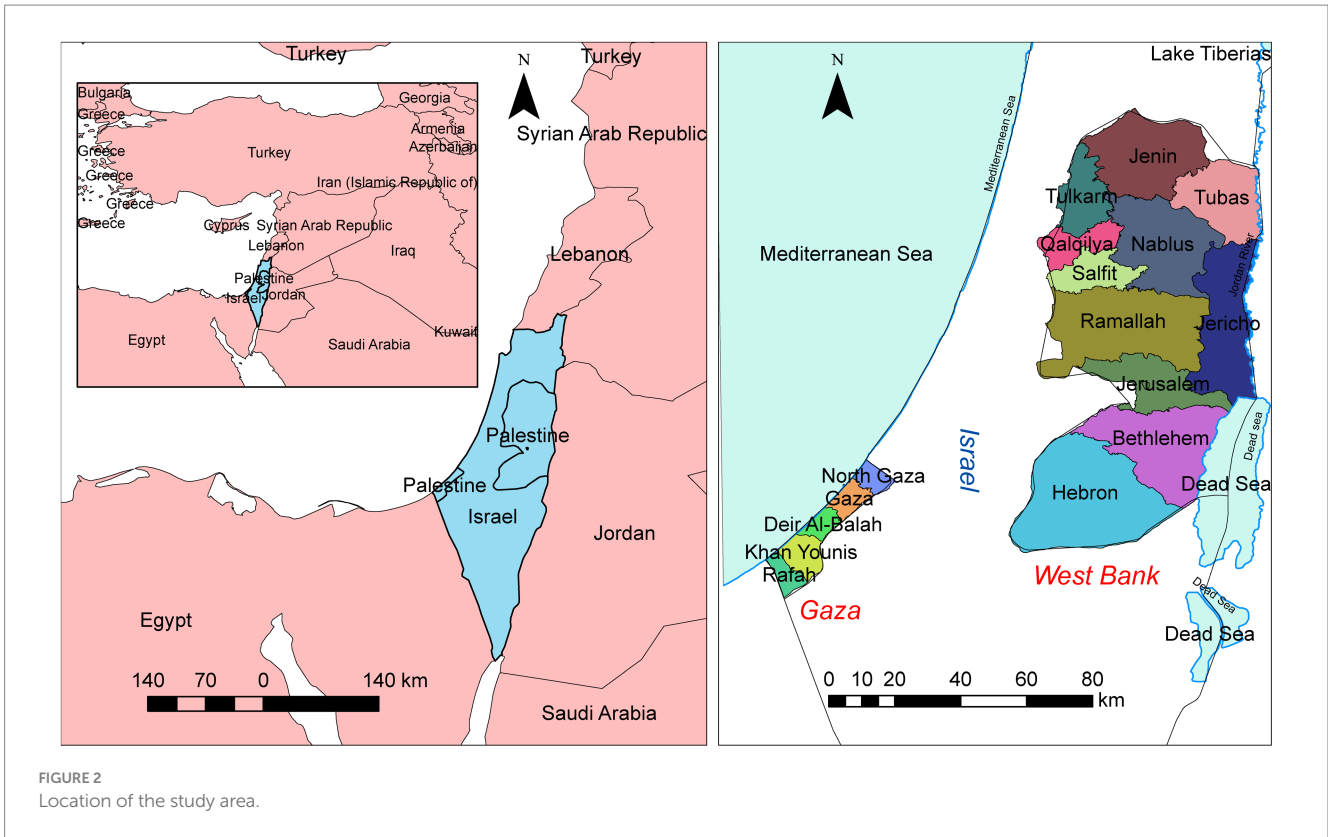 Turkey
Turkey
N
Syrian Arab Republic
Lebanon
Bulgaria
Georgia
Greece
Armenia
Azerbaijan
Greece
Turkey
Greece
Iran (Islamic Republic of)
Greece
Greece
Cyprus
Syrian Arab Republic
Lebanon
Iraq
Palestine
Israel
Jordan
Egypt
Saudi Arabia
Kuwait
Palestine
Palestine
Israel
Jordan
Egypt
Saudi Arabia
140 70 0 140 km
N
Lake Tiberias
Mediterranean Sea
Mediterranean Sea
Jenin
Tulkarm
Tubas
Qalqilya
Nablus
Jordan River
Salfit
Ramallah
Jericho
Jerusalem
Bethlehem
Dead sea
Hebron
Dead Sea
Israel
North Gaza
Gaza
Deir Al-Balah
Khan Younis
Rafah
Gaza
West Bank
Dead Sea
Dead Sea
0 10 20 40 60 80
km
FIGURE 2
Location of the study area.